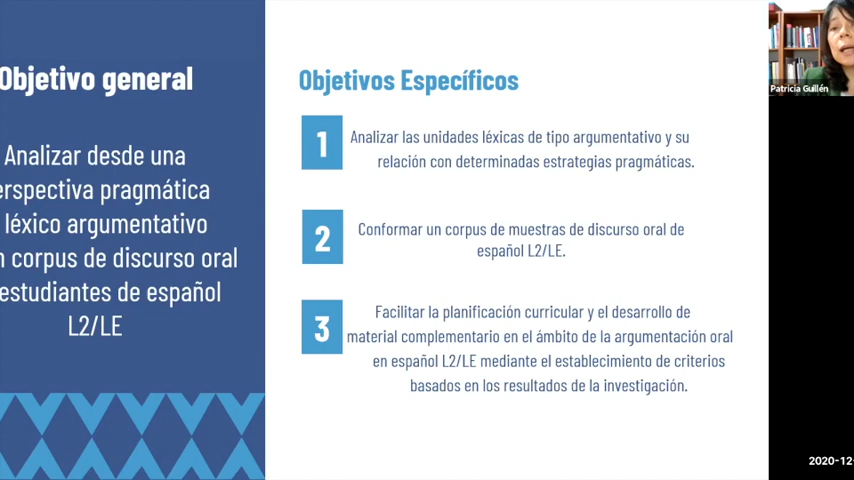 Objetivo general
Analizar desde una
erspectiva pragmática
léxico argumentativo
corpus de discurso oral
estudiantes de español
L2/LE
Objetivos Específicos
1
Analizar las unidades léxicas de tipo argumentativo y su
relación con determinadas estrategias pragmáticas.
2
Conformar un corpus de muestras de discurso oral de
español L2/LE.
3
Facilitar la planificación curricular y el desarrollo de
material complementario en el ámbito de la argumentación oral
en español L2/LE mediante el establecimiento de criterios
basados en los resultados de la investigación.
Patricia Guillén
2020-12-